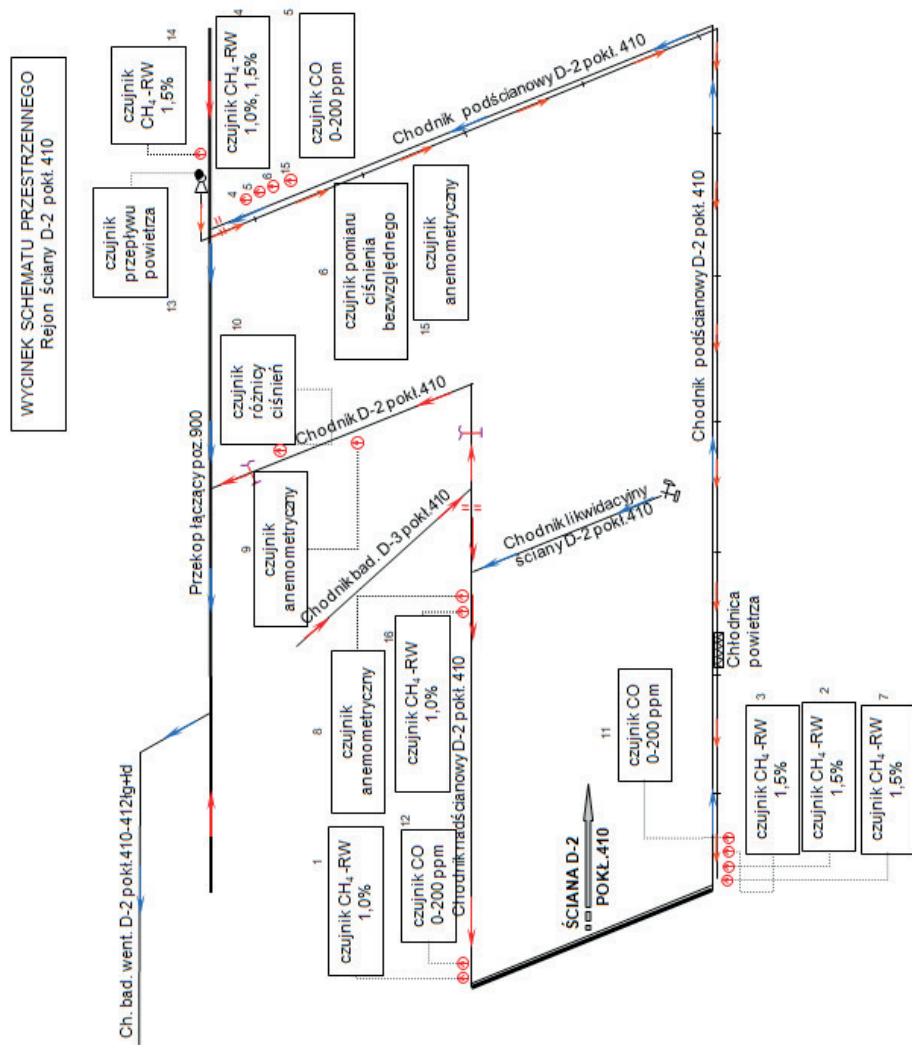 WYCINEK SCHEMATU PRZESTRZENNEGO
Rejon ściany D-2 pokł. 410
14
czujnik
CH₄-RW
1,5%
4
czujnik CH₄-RW
1,0%, 1,5%
5
czujnik CO
0-200 ppm
13
czujnik
przepływu
powietrza
4
5
6
15
Chodnik podścianowy D-2 pokł. 410
6
czujnik pomiaru
ciśnienia
bezwzględnego
15
czujnik
anemometryczny
10
czujnik
różnicy
ciśnień
Przekop łączący poz.900
Chodnik D-2 pokł.410
9
czujnik
anemometryczny
Chodnik bad. D-3 pokł.410
Chodnik likwidacyjny
ściany D-2 pokł.410
Chodnik podścianowy D-2 pokł. 410
Ch. bad. went. D-2 pokł.410-412łg+łd
8
czujnik
anemometryczny
16
czujnik CH₄-RW
1,0%
Chodnik nadścianowy D-2 pokł. 410
1
czujnik CH₄-RW
1,0%
12
czujnik CO
0-200 ppm
ŚCIANA D-2
POKŁ.410
11
czujnik CO
0-200 ppm
Chłodnica
powietrza
3
czujnik CH₄-RW
1,5%
2
czujnik CH₄-RW
1,5%
7
czujnik CH₄-RW
1,5%